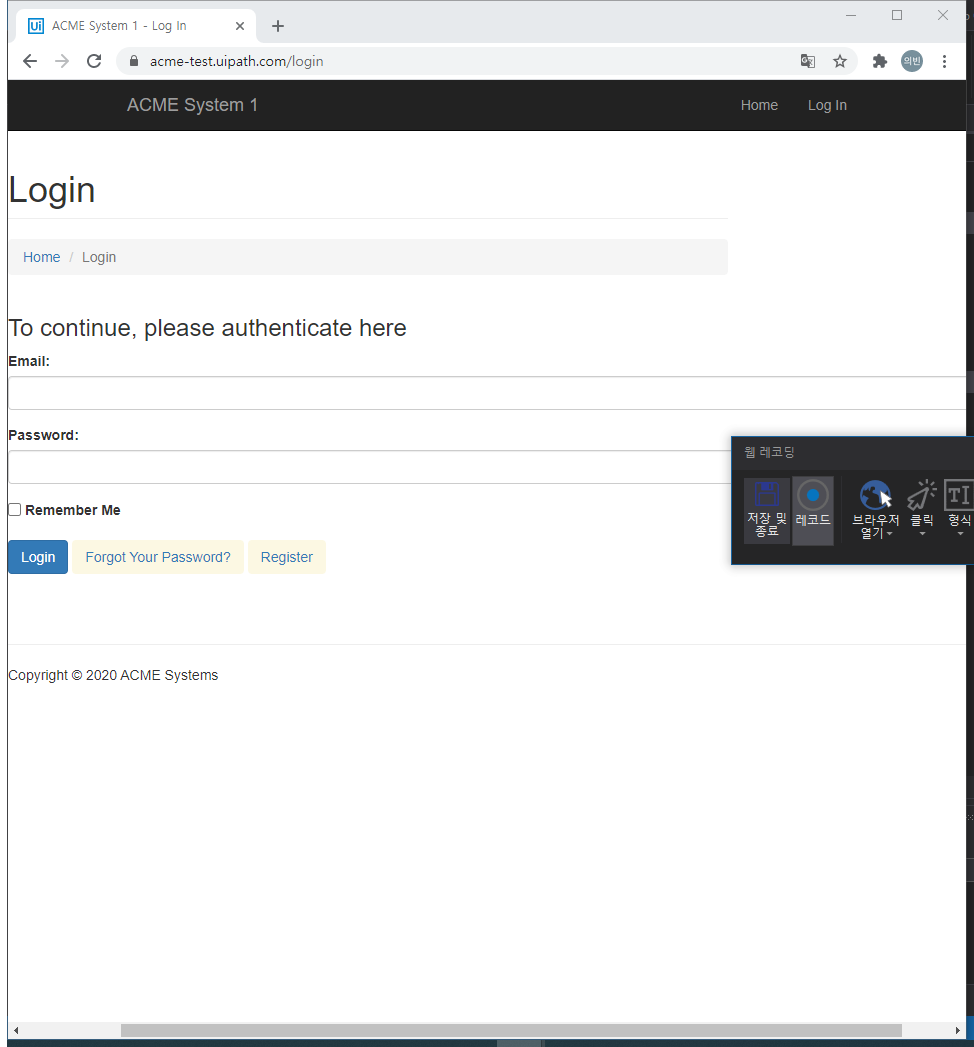 Ui ACME System 1 - Log In
acme-test.uipath.com/login
의빈
ACME System 1 Home Log In
Login
Home / Login
To continue, please authenticate here
Email:
Password:
Remember Me
Login Forgot Your Password? Register
웹 레코딩
저장 및 종료
레코드
브라우저 열기
클릭
형식
Copyright © 2020 ACME Systems